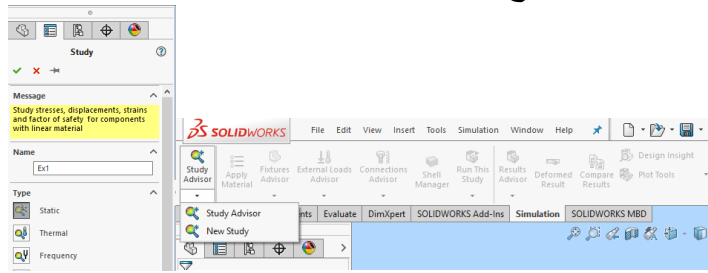 Study
Message
Study stresses, displacements, strains
and factor of safety for components
with linear material
Name
Ex1
Type
Static
Thermal
Frequency
SOLIDWORKS File Edit View Insert Tools Simulation Window Help
Study
Advisor
Apply
Material
Fixtures
Advisor
External Loads
Advisor
Connections
Advisor
Shell
Manager
Run This
Study
Results
Advisor
Deformed
Result
Compare
Results
Design Insight
Plot Tools
Study Advisor
New Study
Evaluate DimXpert SOLIDWORKS Add-Ins Simulation SOLIDWORKS MBD